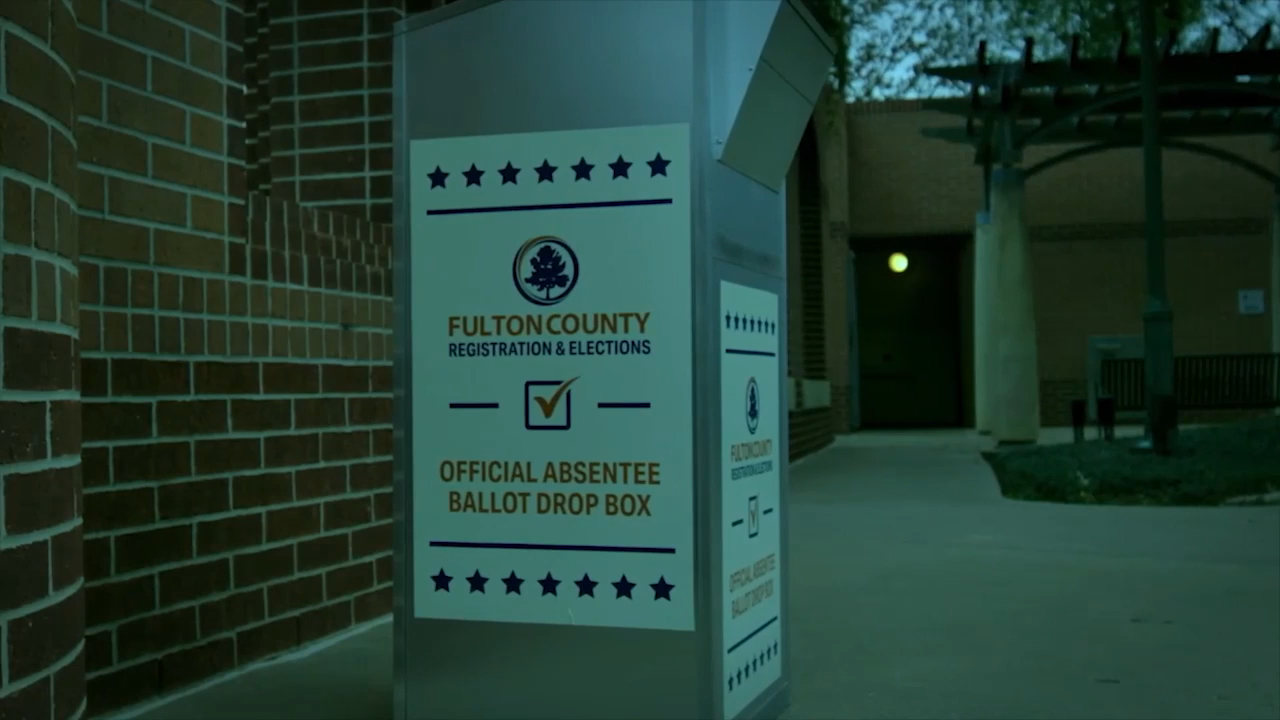 FULTON COUNTY
REGISTRATION & ELECTIONS
OFFICIAL ABSENTEE
BALLOT DROP BOX
FULTON COUNTY
REGISTRATION & ELECTIONS
OFFICIAL ABSENTEE
BALLOT DROP BOX